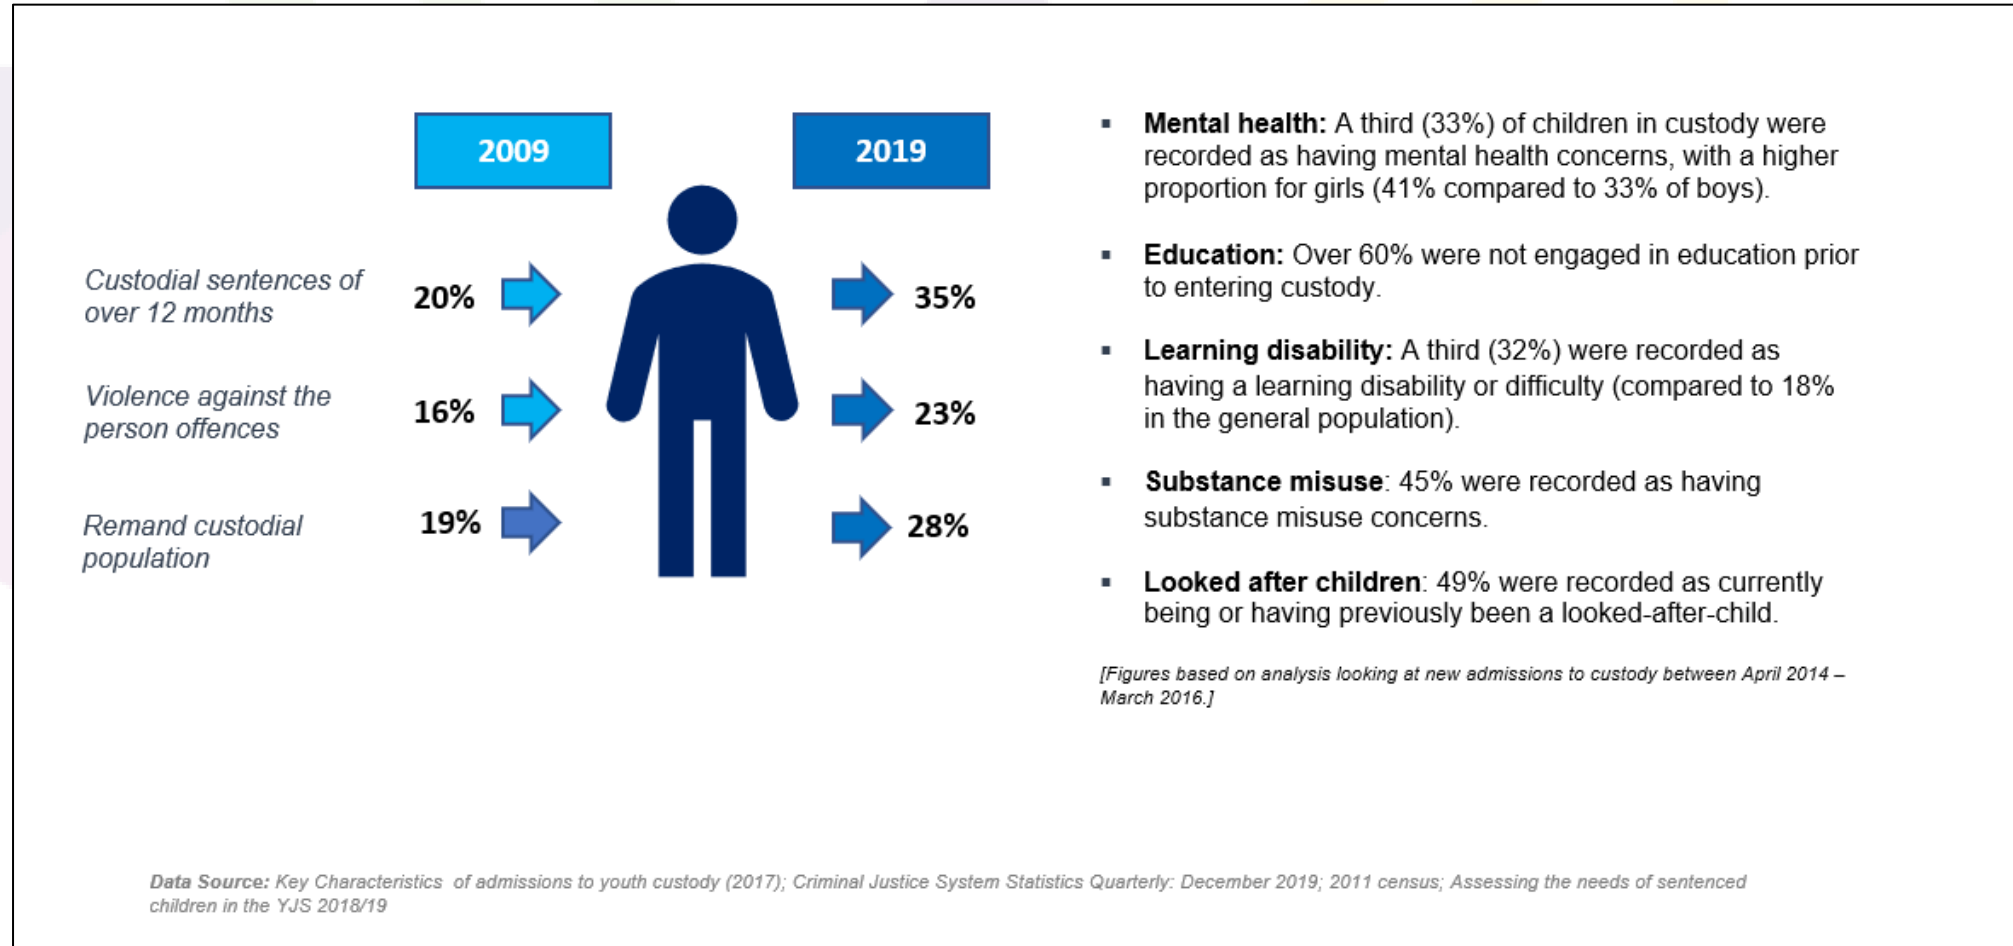 2009
2019
Custodial sentences of
over 12 months
20%
35%
Violence against the
person offences
16%
23%
Remand custodial
population
19%
28%
▪ Mental health: A third (33%) of children in custody were
recorded as having mental health concerns, with a higher
proportion for girls (41% compared to 33% of boys).
▪ Education: Over 60% were not engaged in education prior
to entering custody.
▪ Learning disability: A third (32%) were recorded as
having a learning disability or difficulty (compared to 18%
in the general population).
▪ Substance misuse: 45% were recorded as having
substance misuse concerns.
▪ Looked after children: 49% were recorded as currently
being or having previously been a looked-after-child.
[Figures based on analysis looking at new admissions to custody between April 2014 –
March 2016.]
Data Source: Key Characteristics of admissions to youth custody (2017); Criminal Justice System Statistics Quarterly: December 2019; 2011 census; Assessing the needs of sentenced
children in the YJS 2018/19